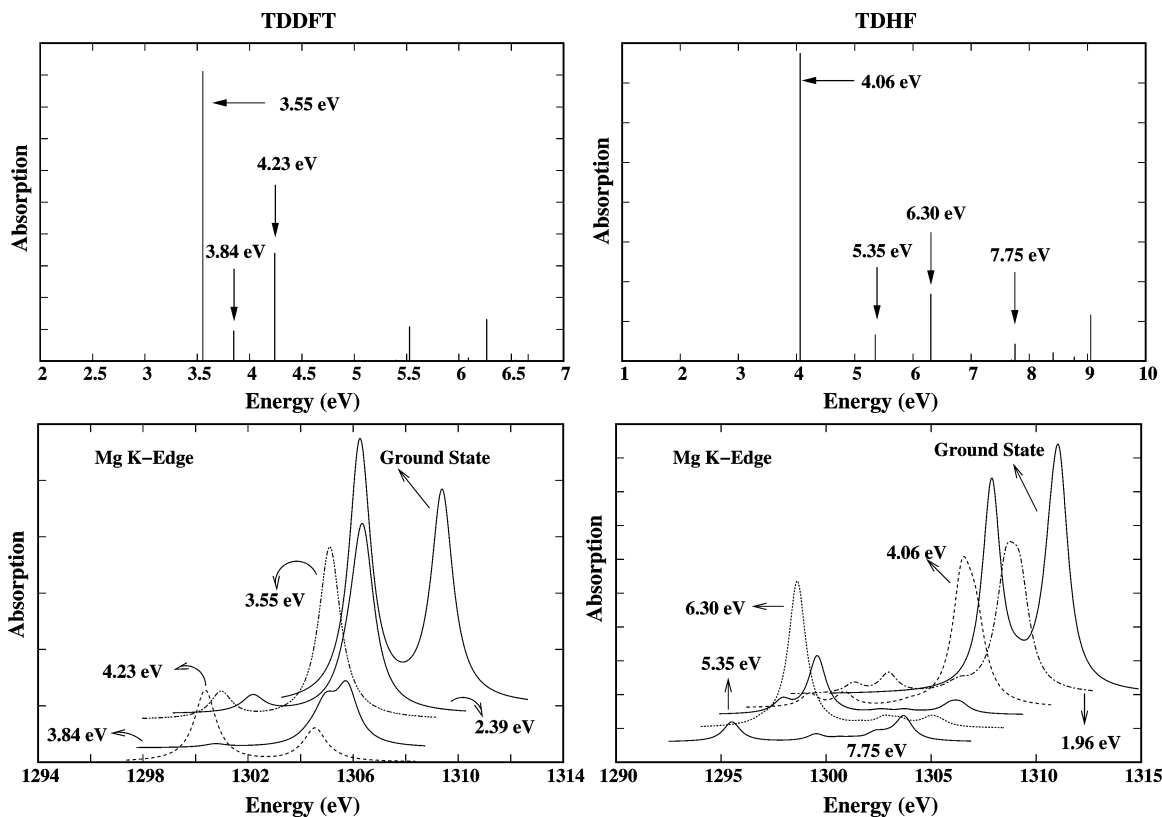 TDDFT
TDHF
Absorption
3.55 eV
4.23 eV
3.84 eV
2 2.5 3 3.5 4 4.5 5 5.5 6 6.5 7
Energy (eV)
Absorption
4.06 eV
6.30 eV
5.35 eV
7.75 eV
1 2 3 4 5 6 7 8 9 10
Energy (eV)
Absorption
Mg K−Edge
Ground State
3.55 eV
4.23 eV
3.84 eV
2.39 eV
1294 1298 1302 1306 1310 1314
Energy (eV)
Absorption
Mg K−Edge
Ground State
4.06 eV
6.30 eV
5.35 eV
7.75 eV
1.96 eV
1290 1295 1300 1305 1310 1315
Energy (eV)